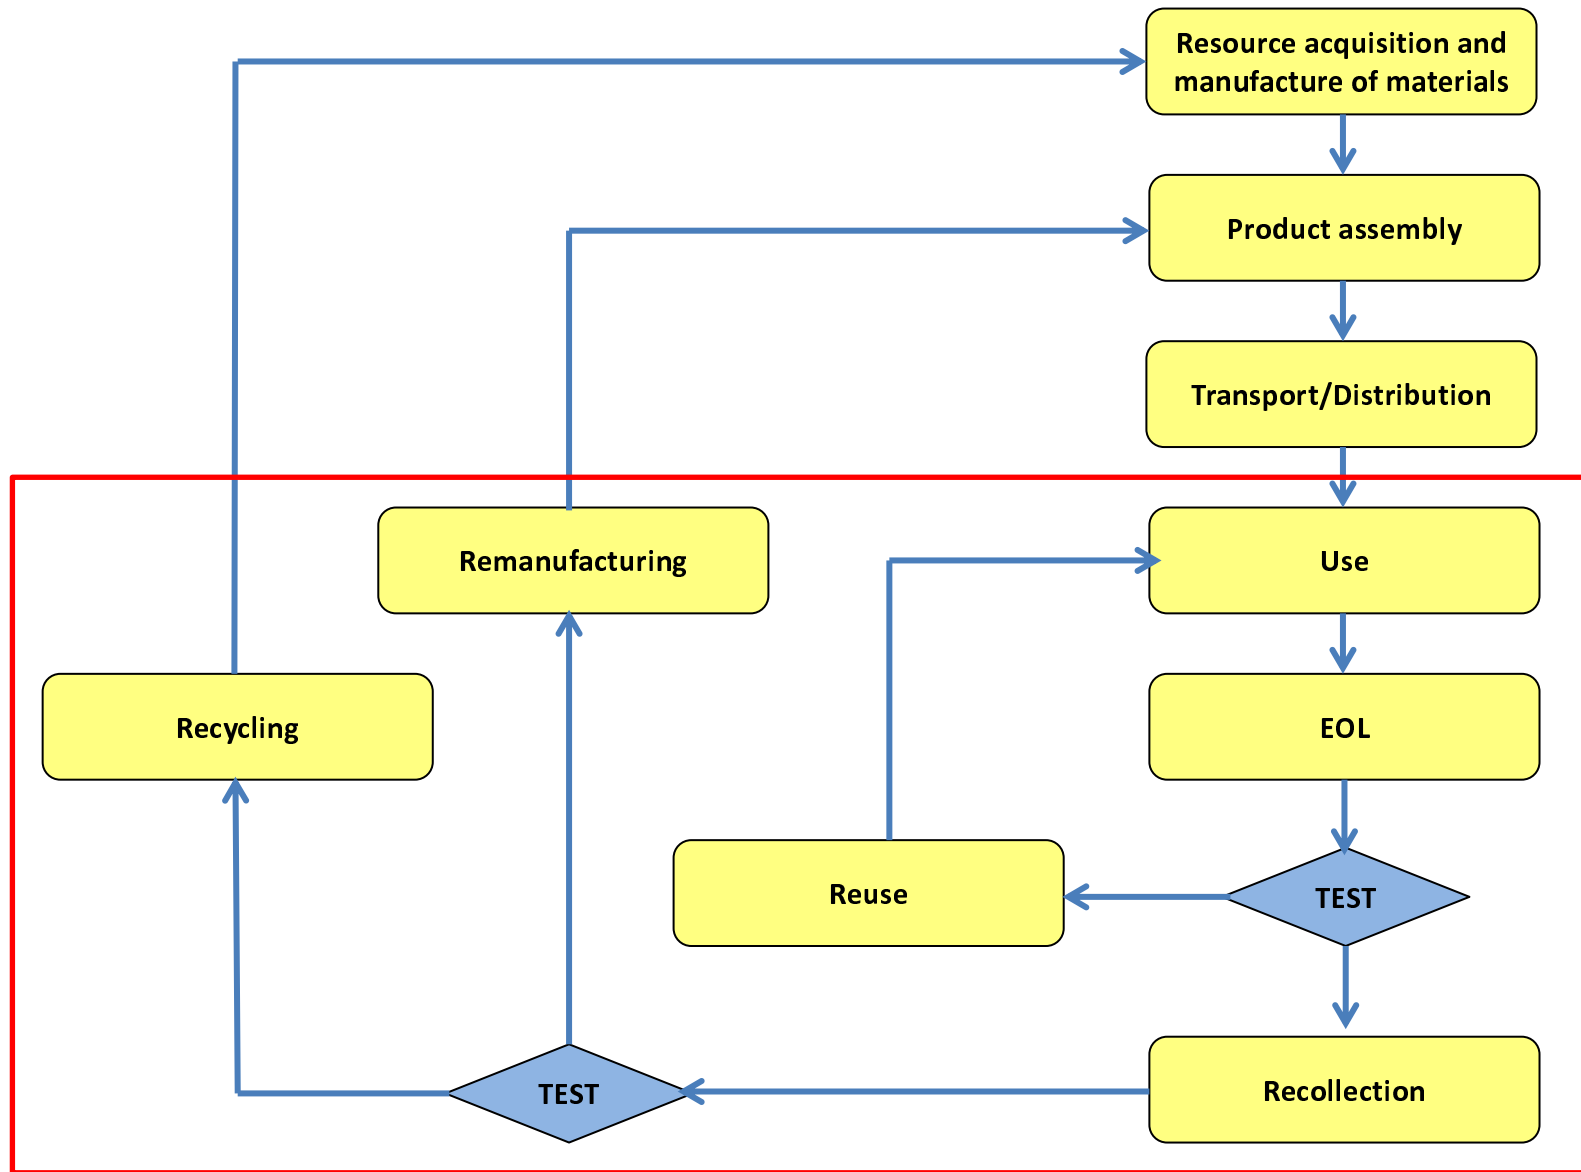 Resource acquisition and
manufacture of materials
Product assembly
Transport/Distribution
Remanufacturing
Use
Recycling
EOL
Reuse
TEST
TEST
Recollection